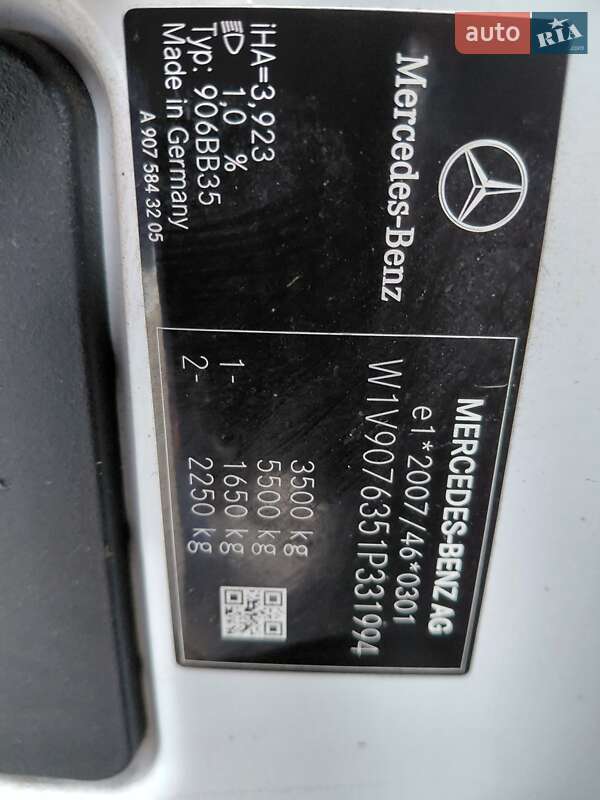 auto RIA .com
Mercedes-Benz
MERCEDES-BENZ AG
e1*2007/46*0301
W1V9076351P331994
3500 kg
5500 kg
1- 1650 kg
2- 2250 kg
iHA=3,923
1,0 %
Typ: 906BB35
Made in Germany
A 907 584 32 05